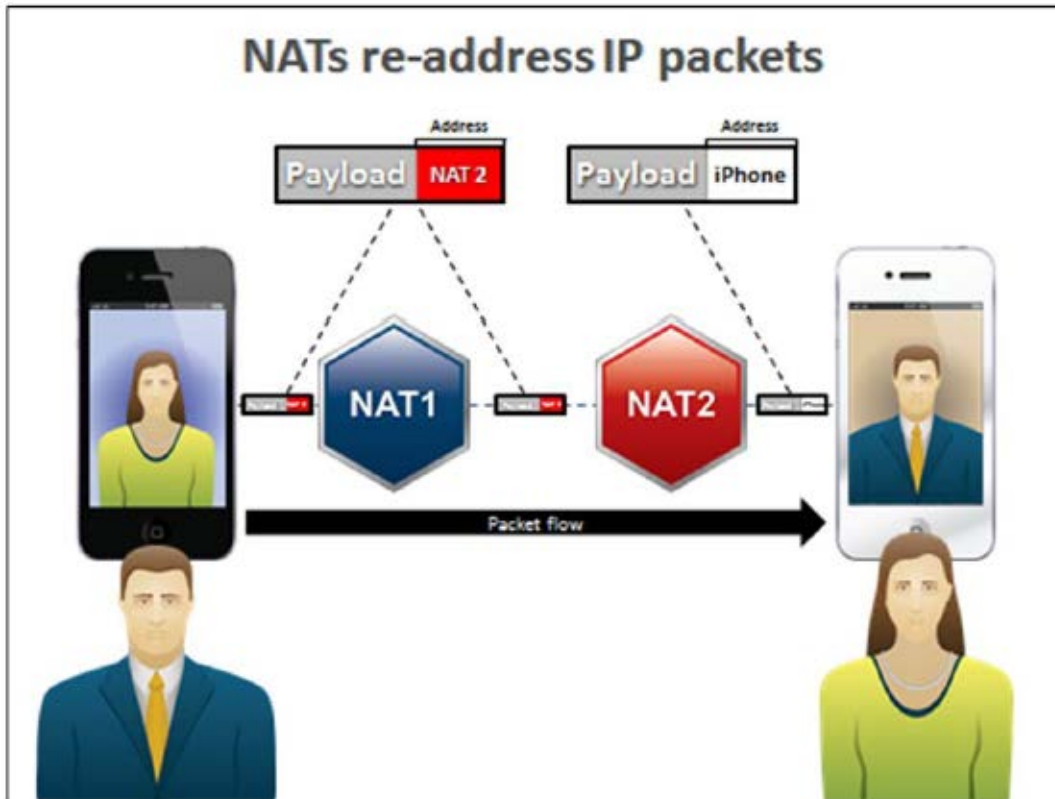 NATs re-address IP packets
Address
Payload NAT 2
Address
Payload iPhone
NAT1
NAT2
Packet flow